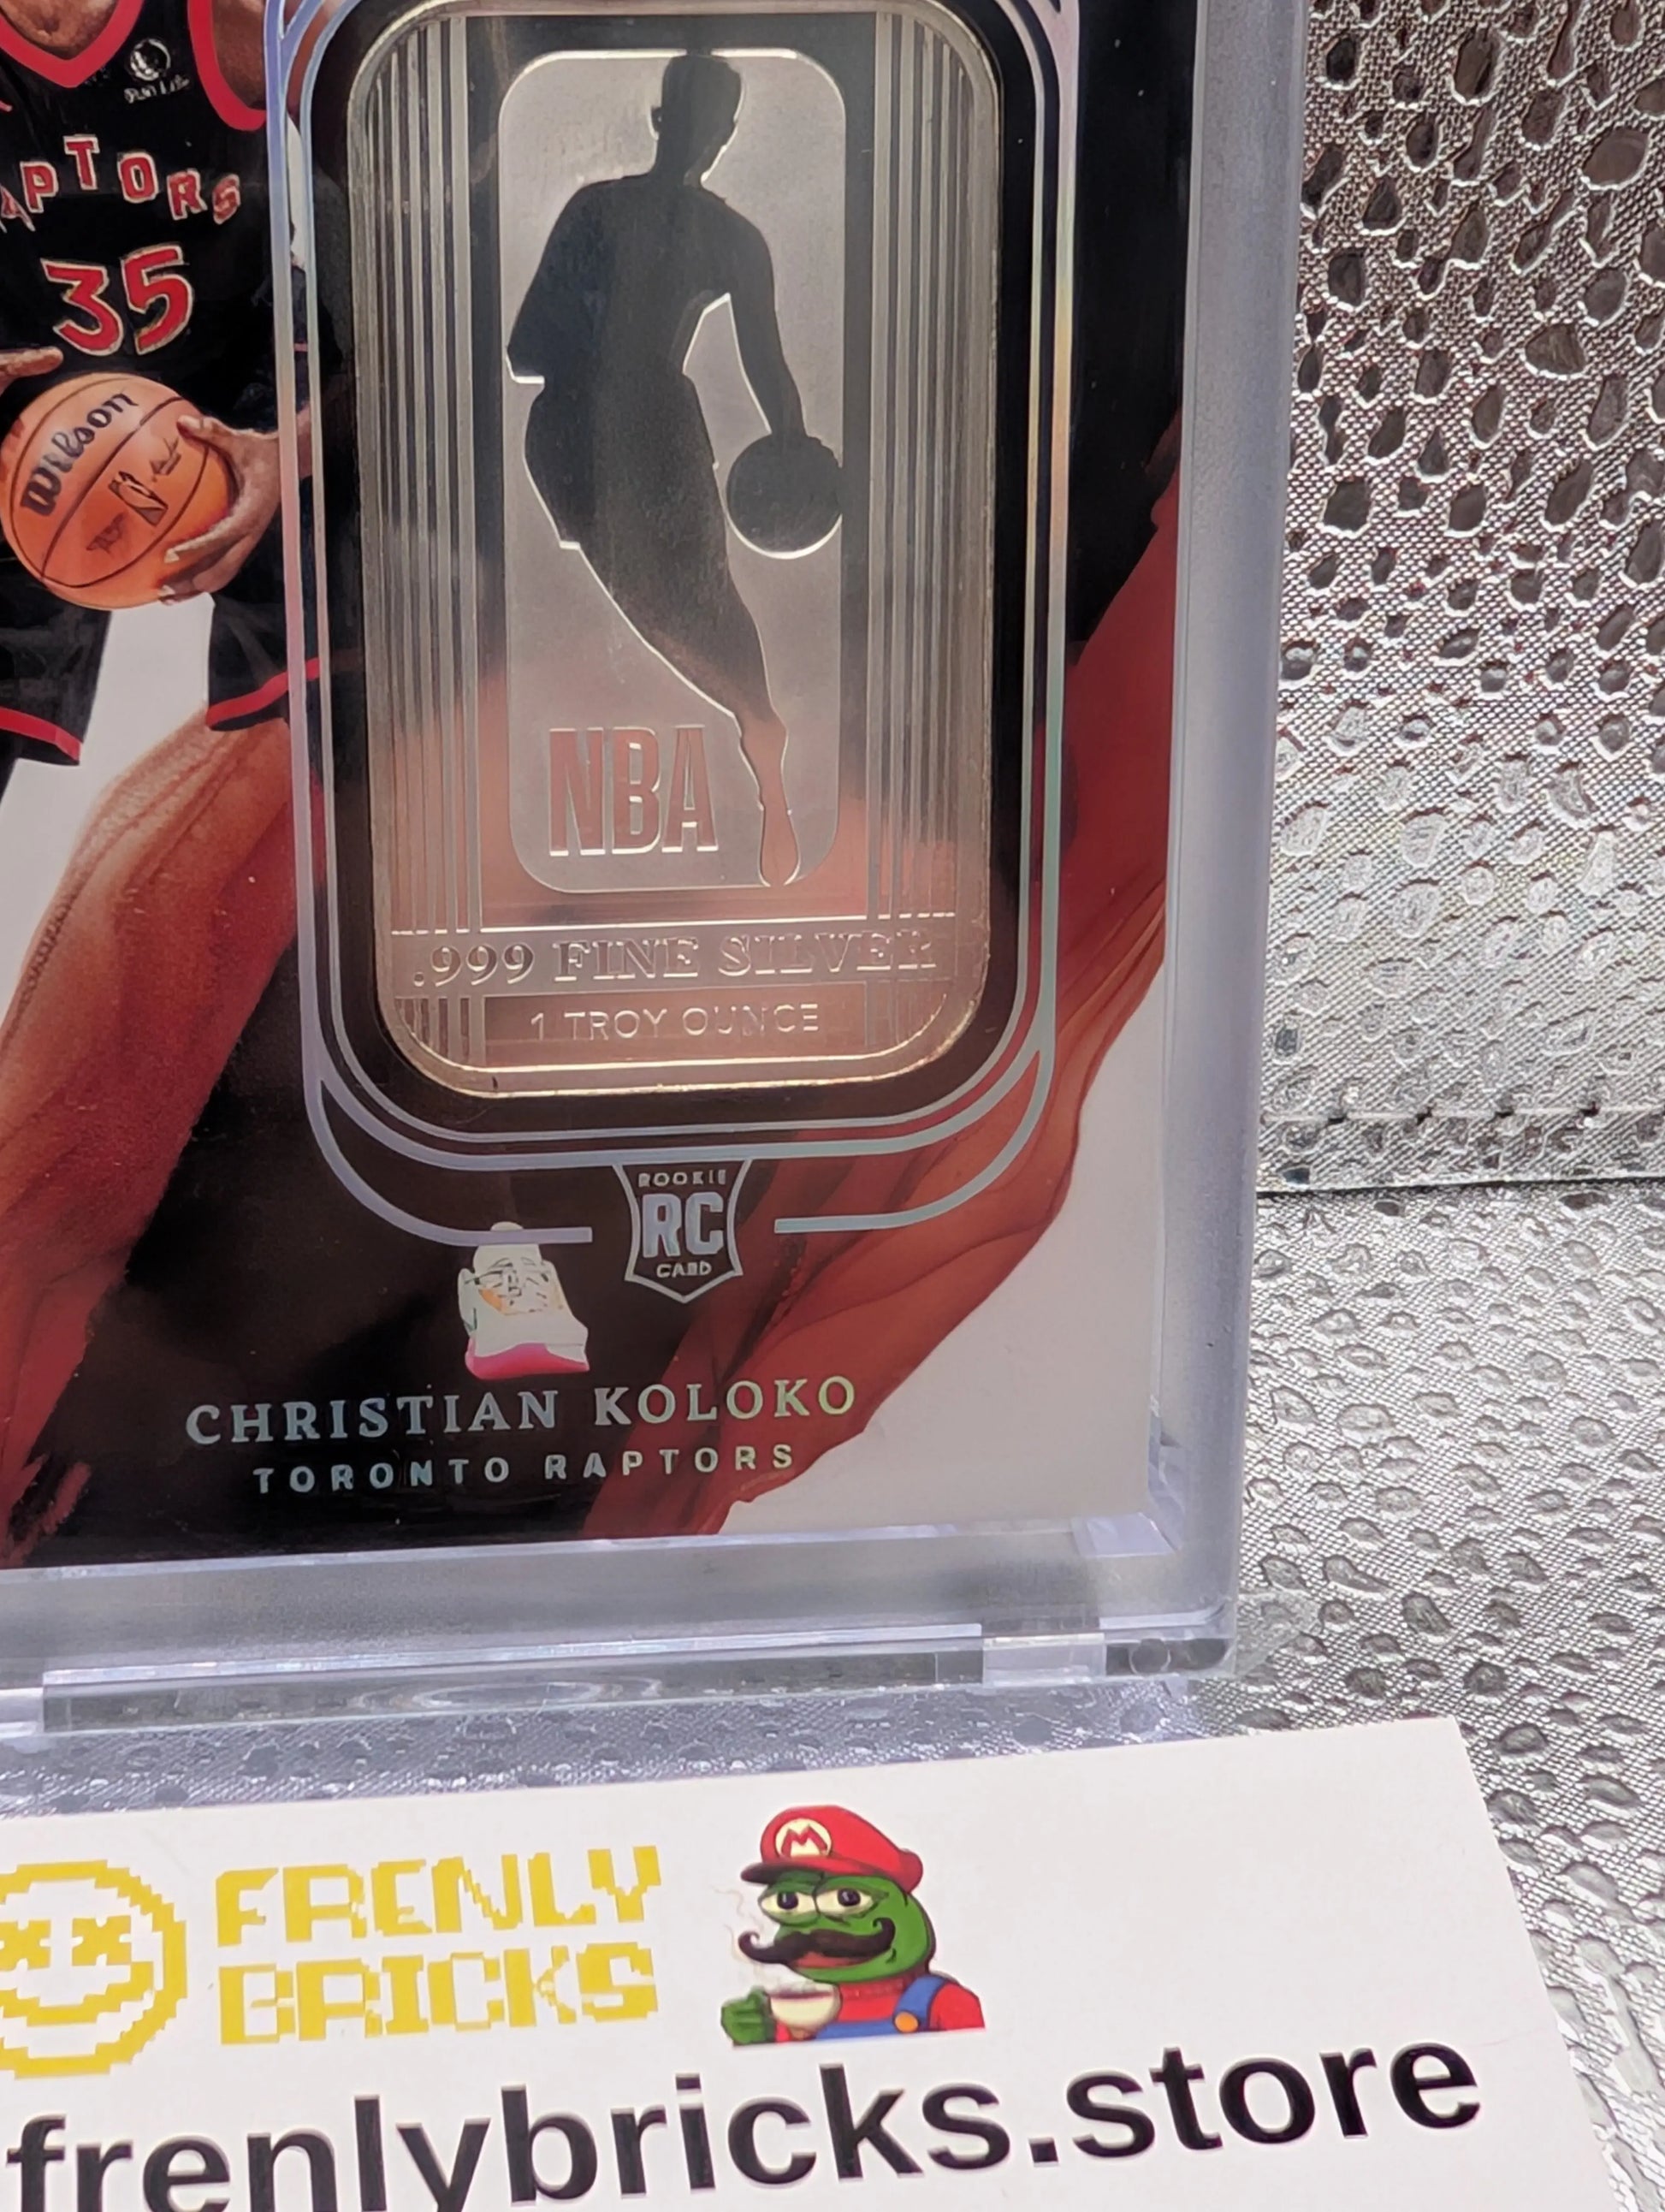 APTORS
35
Wilson
NBA
.999 FINE SILVER
1 TROY OUNCE
ROOKIE
RC
CARD
CHRISTIAN KOLOKO
TORONTO RAPTORS
FRENLY
BRICKS
M
frenlybricks.store